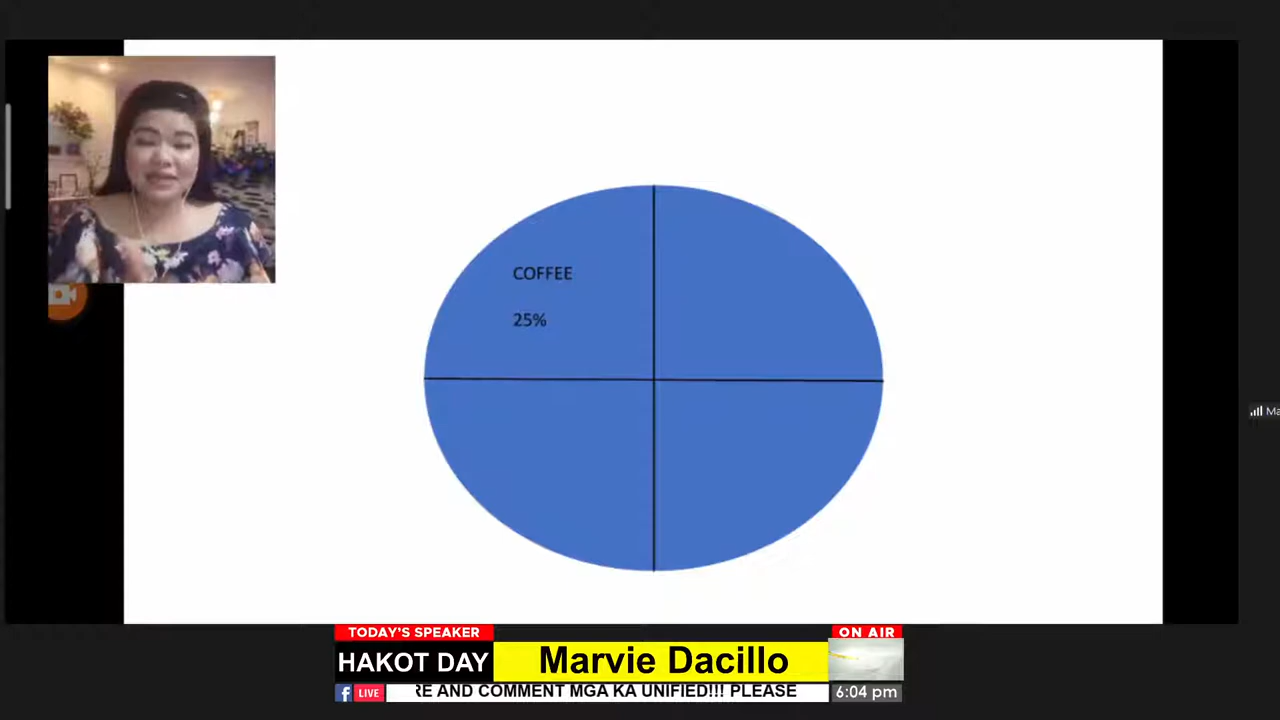 COFFEE
25%
Ma
TODAY'S SPEAKER
HAKOT DAY
Marvie Dacillo
ON AIR
LIVE
RE AND COMMENT MGA KA UNIFIED!!! PLEASE
6:04 pm